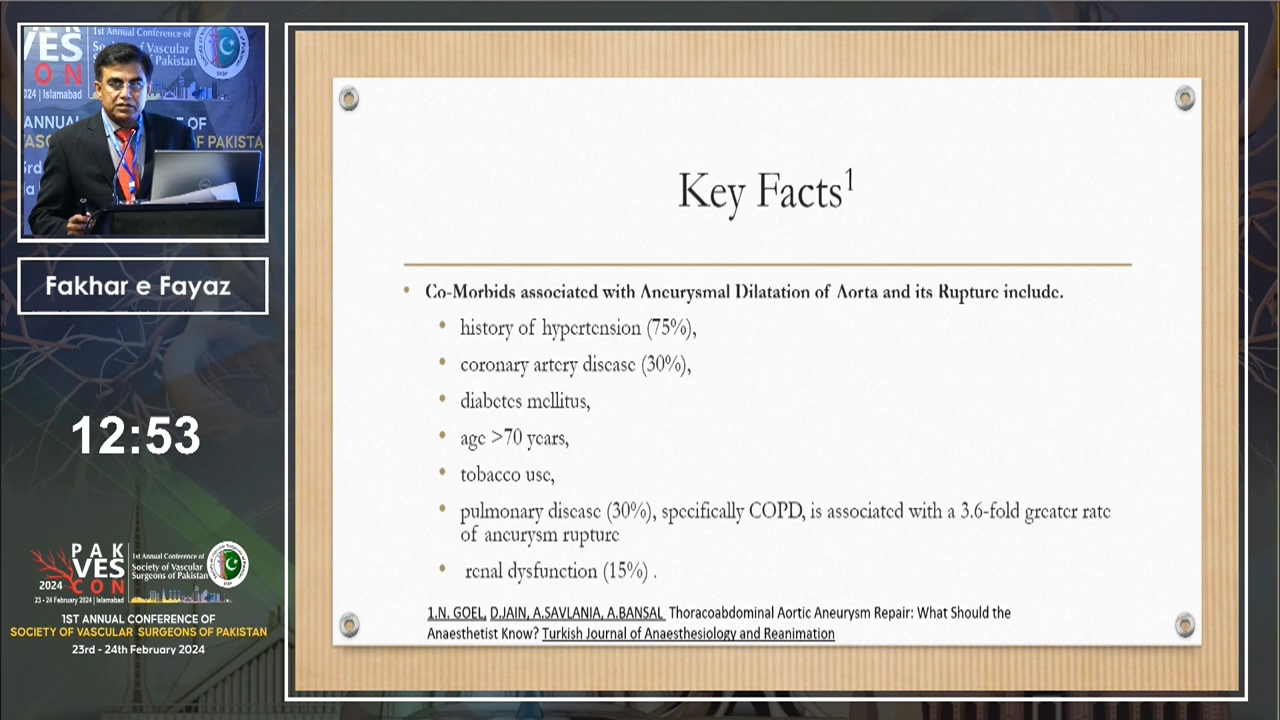 VES
CON
1st Annual Conference of
Society of Vascular
Surgeons of Pakistan
024 | Islamabad
ANNUAL
OF
F PAKISTA
Fakhar e Fayaz
12:53
PAK
VES
CON
2024
23 - 24 February 2024 | Islamabad
1st Annual Conference of
Society of Vascular
Surgeons of Pakistan
1ST ANNUAL CONFERENCE OF
SOCIETY OF VASCULAR SURGEONS OF PAKISTAN
23rd - 24th February 2024
Key Facts1
• Co-Morbids associated with Aneurysmal Dilatation of Aorta and its Rupture include.
• history of hypertension (75%),
• coronary artery disease (30%),
• diabetes mellitus,
• age >70 years,
• tobacco use,
• pulmonary disease (30%), specifically COPD, is associated with a 3.6-fold greater rate
of aneurysm rupture
• renal dysfunction (15%) .
1.N. GOEL, D.JAIN, A.SAVLANIA, A.BANSAL Thoracoabdominal Aortic Aneurysm Repair: What Should the
Anaesthetist Know? Turkish Journal of Anaesthesiology and Reanimation